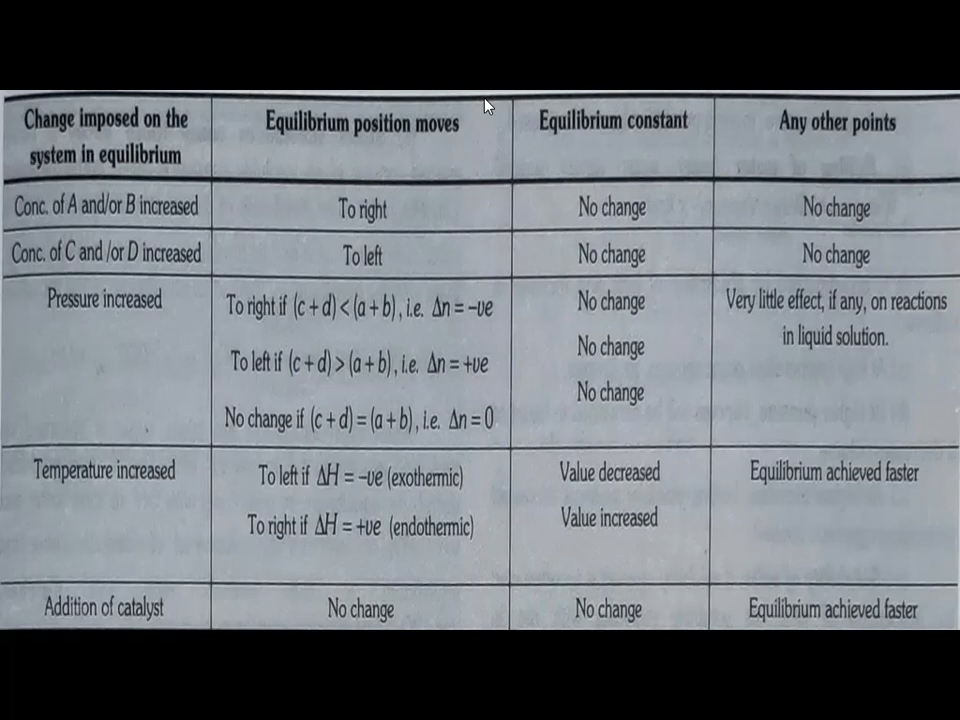 Change imposed on the system in equilibrium
Equilibrium position moves
Equilibrium constant
Any other points
Conc. of A and/or B increased
To right
No change
No change
Conc. of C and /or D increased
To left
No change
No change
Pressure increased
To right if (c + d) < (a + b), i.e. Δn = –ve
No change
Very little effect, if any, on reactions
in liquid solution.
To left if (c + d) > (a + b), i.e. Δn = +ve
No change
No change if (c + d) = (a + b), i.e. Δn = 0
No change
Temperature increased
To left if ΔH = –ve (exothermic)
Value decreased
Equilibrium achieved faster
To right if ΔH = +ve (endothermic)
Value increased
Addition of catalyst
No change
No change
Equilibrium achieved faster